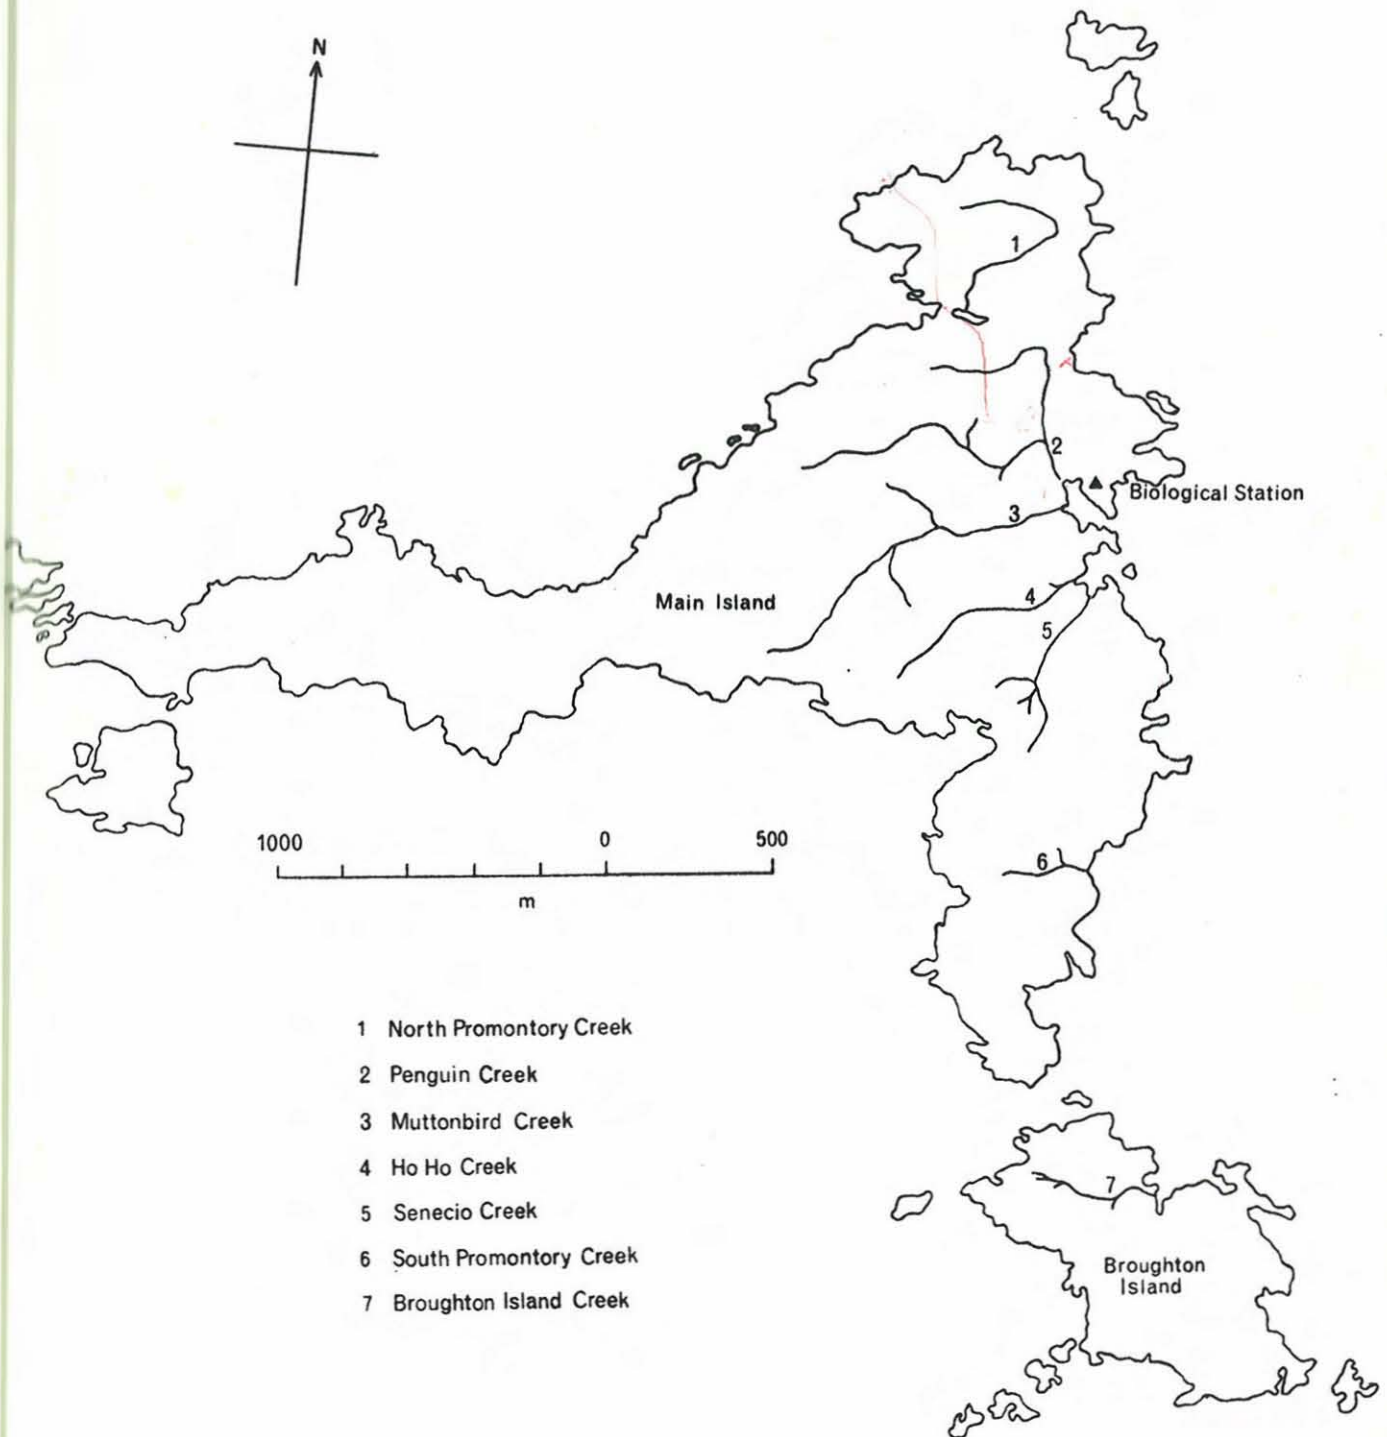 N
1
2
Biological Station
3
Main Island
4
5
1000 0 500
m
6
1 North Promontory Creek
2 Penguin Creek
3 Muttonbird Creek
4 Ho Ho Creek
5 Senecio Creek
6 South Promontory Creek
7 Broughton Island Creek
7
Broughton
Island